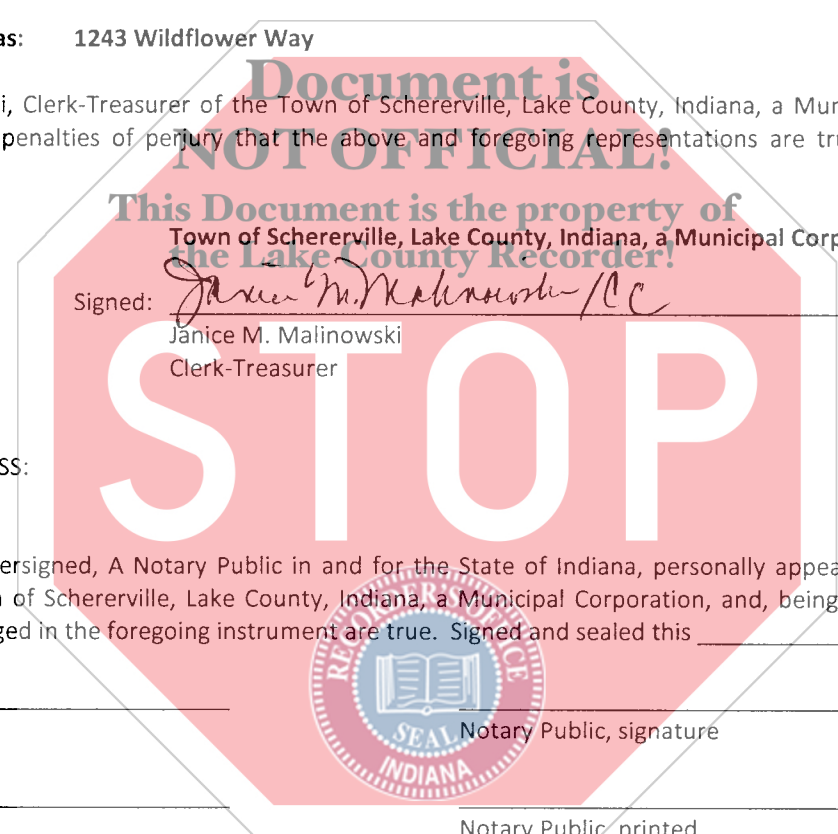 as: 1243 Wildflower Way
Document is
i, Clerk-Treasurer of the Town of Schererville, Lake County, Indiana, a Mun
penalties of perjury that the above and foregoing representations are tru
NOT OFFICIAL!
This Document is the property of
Town of Schererville, Lake County, Indiana, a Municipal Corp
the Lake County Recorder!
Signed: Janice M. Malinowski /CC
Janice M. Malinowski
Clerk-Treasurer
STOP
SS:
ersigned, A Notary Public in and for the State of Indiana, personally appea
n of Schererville, Lake County, Indiana, a Municipal Corporation, and, being
ged in the foregoing instrument are true. Signed and sealed this
RECORDER'S OFFICE
SEAL
INDIANA
Notary Public, signature
Notary Public, printed